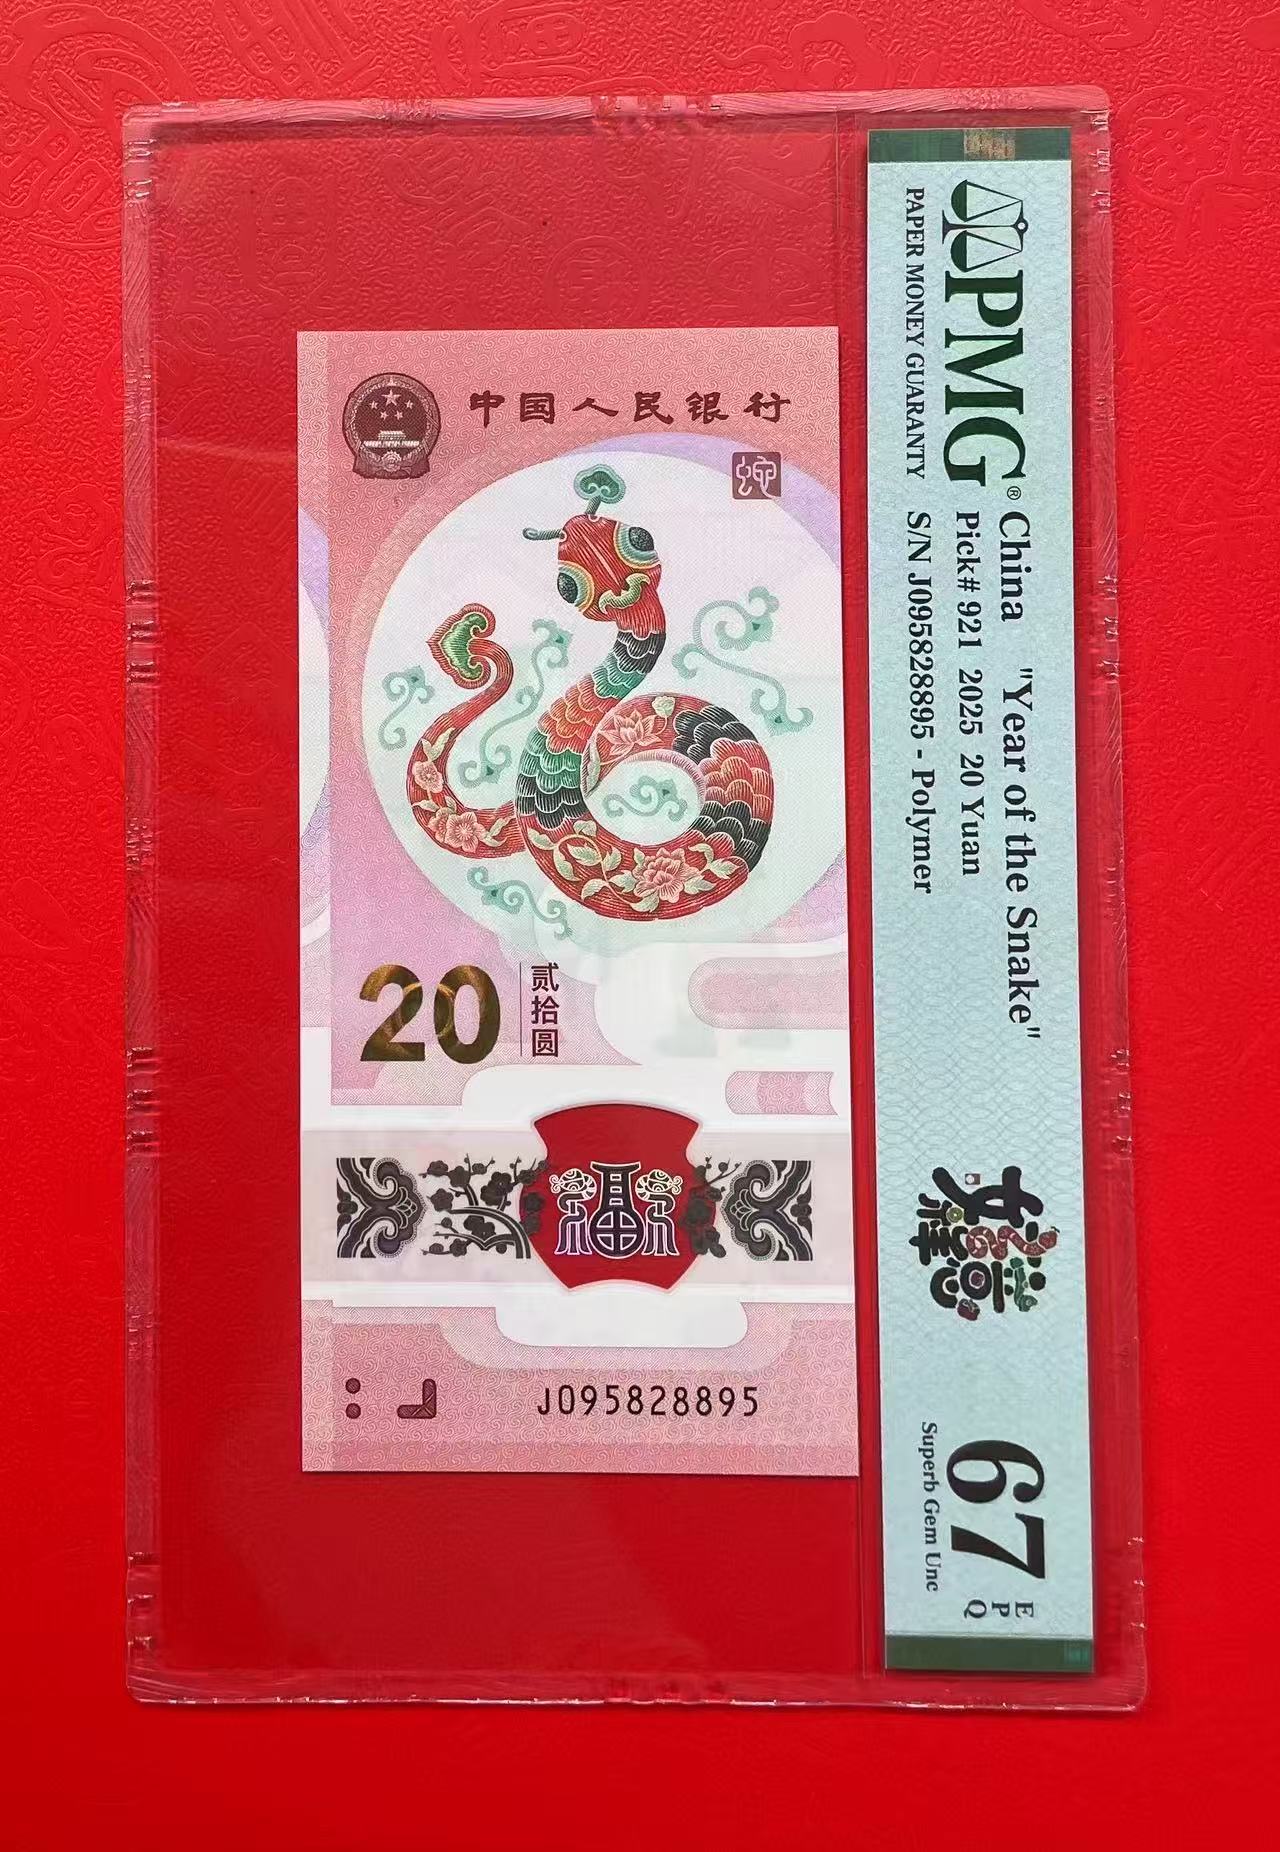 中国人民银行
蛇
20
贰拾圆
福
J095828895
PMG®
PAPER MONEY GUARANTY
China "Year of the Snake"
Pick# 921 2025 20 Yuan
S/N J095828895 - Polymer
67
EPQ
Superb Gem Unc